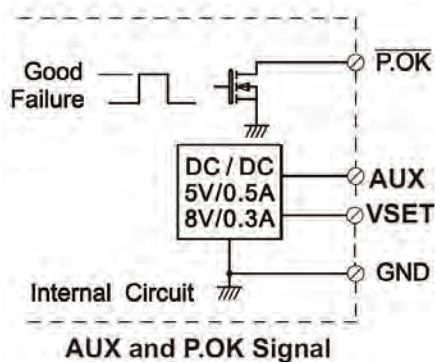 P.OK
Good
Failure
DC / DC
5V/0.5A
8V/0.3A
AUX
VSET
GND
Internal Circuit
AUX and P.OK Signal